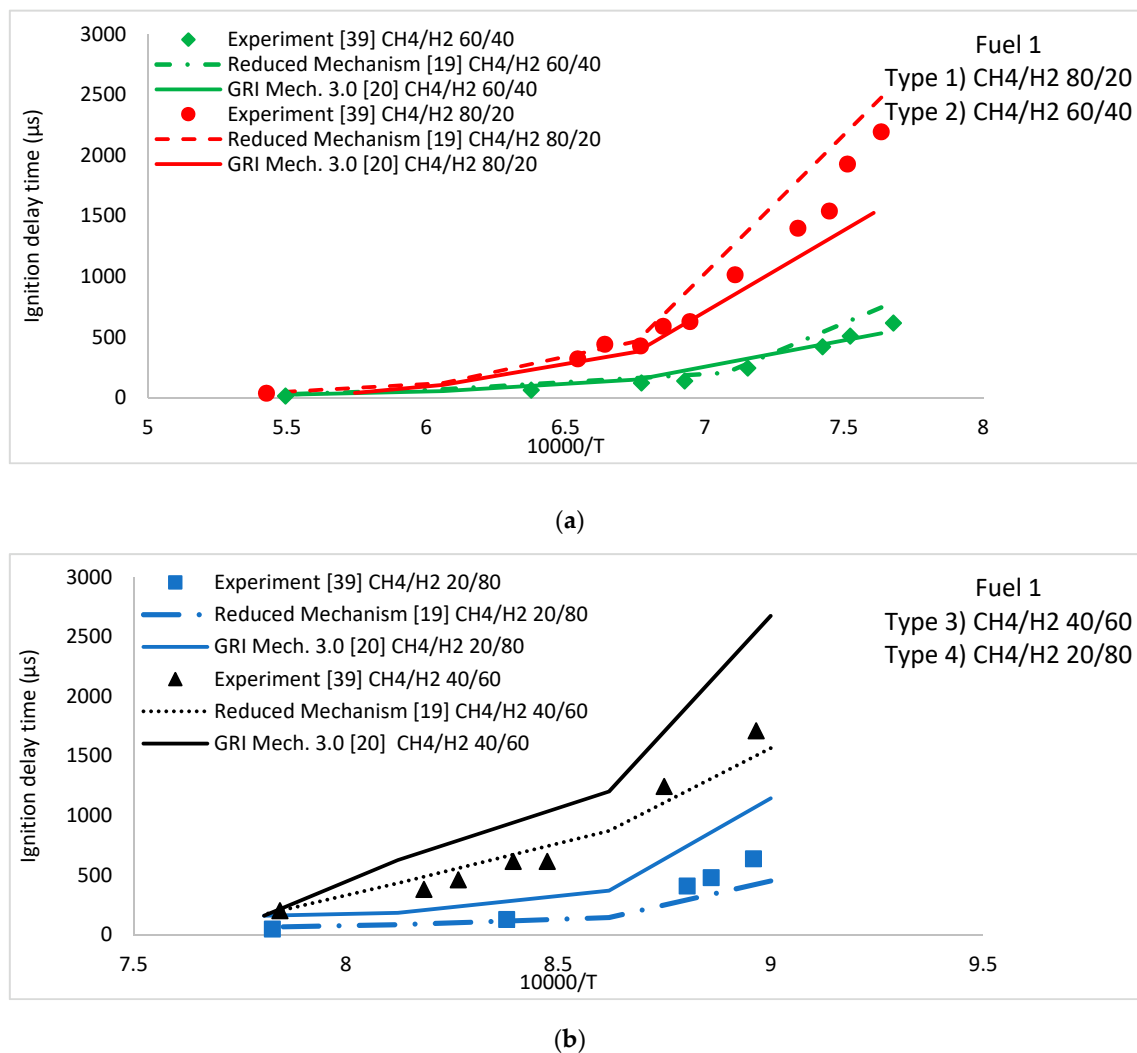 3000
2500
2000
1500
1000
500
0
Ignition delay time (µs)
Experiment [39] CH4/H2 60/40
Reduced Mechanism [19] CH4/H2 60/40
GRI Mech. 3.0 [20] CH4/H2 60/40
Experiment [39] CH4/H2 80/20
Reduced Mechanism [19] CH4/H2 80/20
GRI Mech. 3.0 [20] CH4/H2 80/20
Fuel 1
Type 1) CH4/H2 80/20
Type 2) CH4/H2 60/40
5 5.5 6 6.5 7 7.5 8
10000/T
(a)
3000
2500
2000
1500
1000
500
0
Ignition delay time (µs)
Experiment [39] CH4/H2 20/80
Reduced Mechanism [19] CH4/H2 20/80
GRI Mech. 3.0 [20] CH4/H2 20/80
Experiment [39] CH4/H2 40/60
Reduced Mechanism [19] CH4/H2 40/60
GRI Mech. 3.0 [20] CH4/H2 40/60
Fuel 1
Type 3) CH4/H2 40/60
Type 4) CH4/H2 20/80
7.5 8 8.5 9 9.5
10000/T
(b)